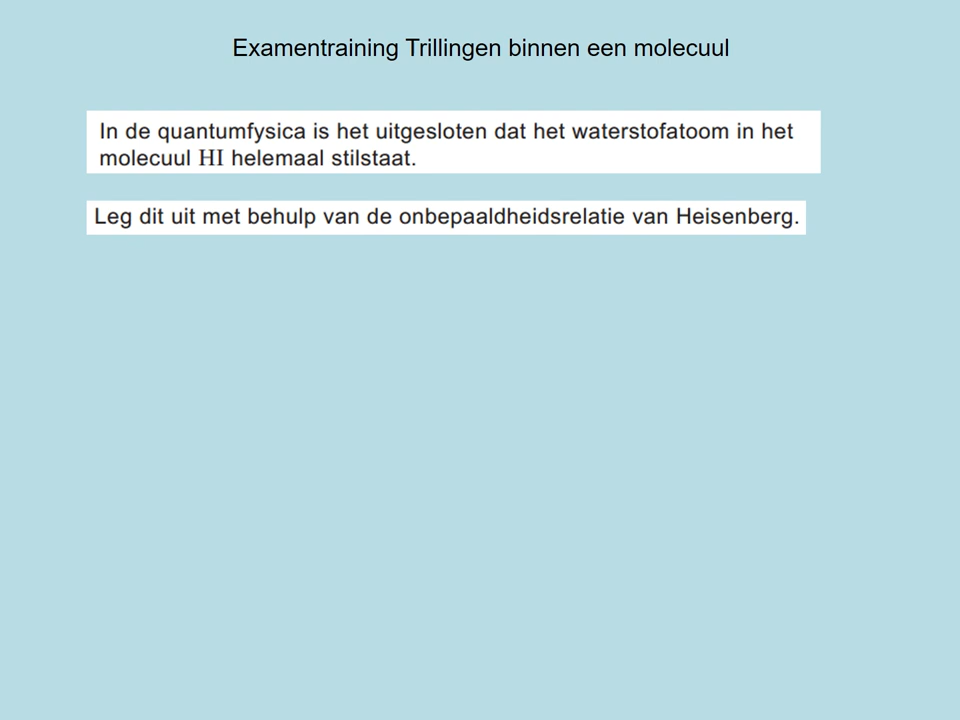 Examentraining Trillingen binnen een molecuul
In de quantumfysica is het uitgesloten dat het waterstofatoom in het
molecuul HI helemaal stilstaat.
Leg dit uit met behulp van de onbepaaldheidsrelatie van Heisenberg.